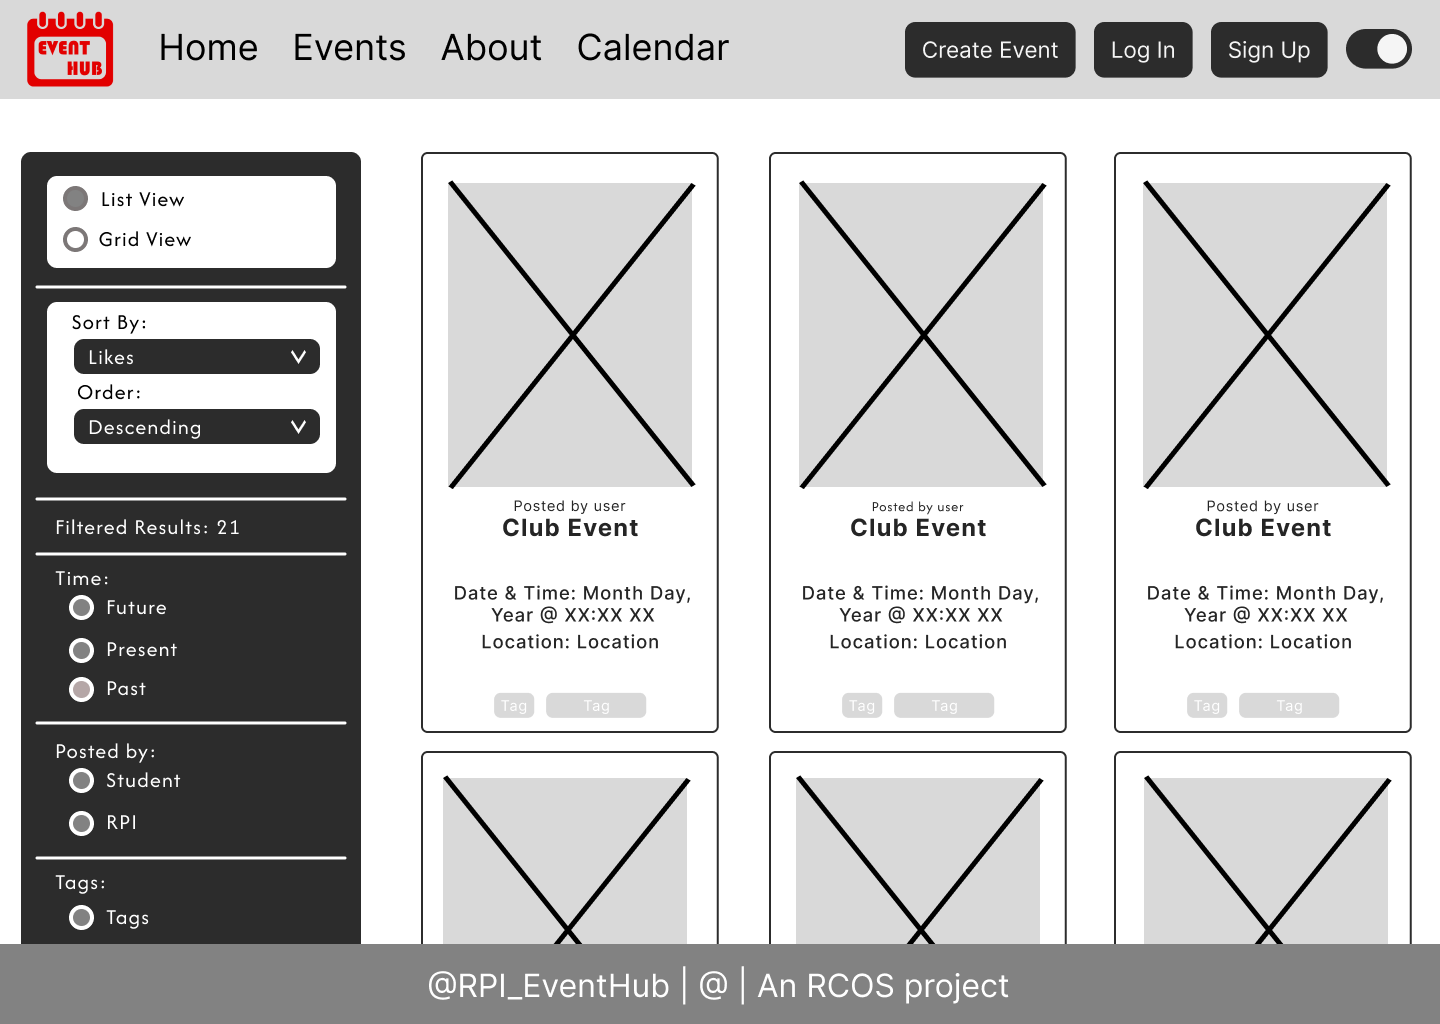 EVENT
HUB
Home Events About Calendar
Create Event Log In Sign Up
List View
Grid View
Sort By:
Likes
Order:
Descending
Filtered Results: 21
Time:
Future
Present
Past
Posted by:
Student
RPI
Tags:
Tags
Posted by user
Club Event
Date & Time: Month Day,
Year @ XX:XX XX
Location: Location
Tag Tag
Posted by user
Club Event
Date & Time: Month Day,
Year @ XX:XX XX
Location: Location
Tag Tag
Posted by user
Club Event
Date & Time: Month Day,
Year @ XX:XX XX
Location: Location
Tag Tag
@RPI_EventHub | @ | An RCOS project